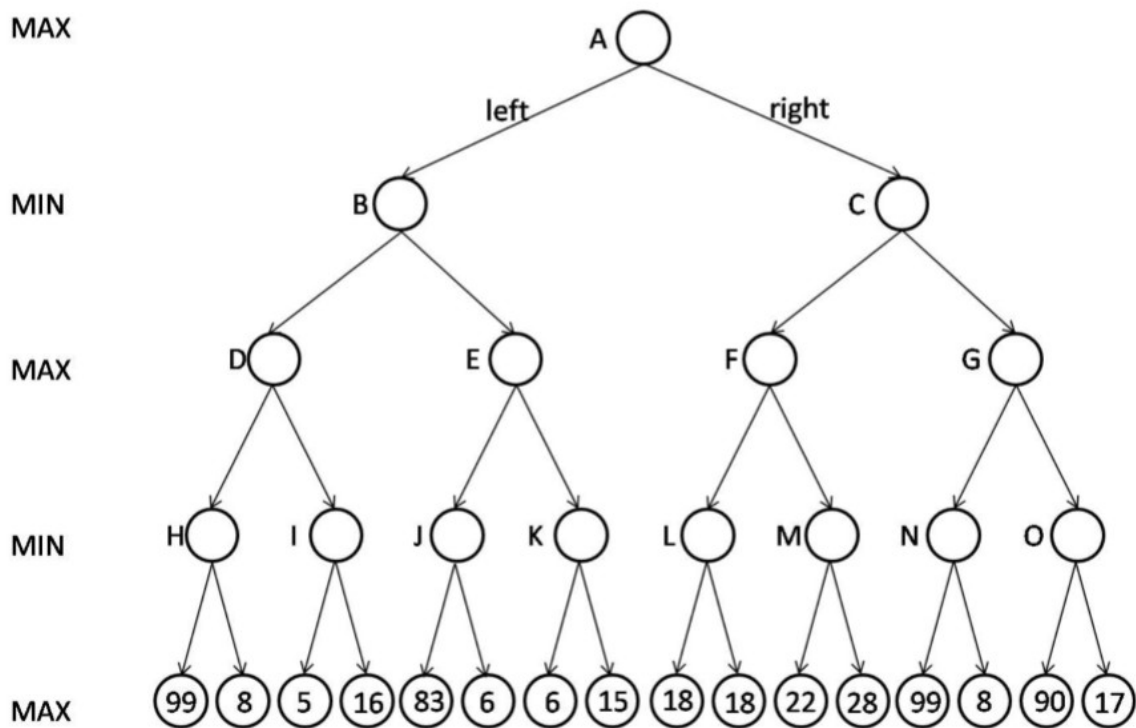 MAX
A
left right
MIN
B C
MAX
D E F G
MIN
H I J K L M N O
MAX
99 8 5 16 83 6 6 15 18 18 22 28 99 8 90 17